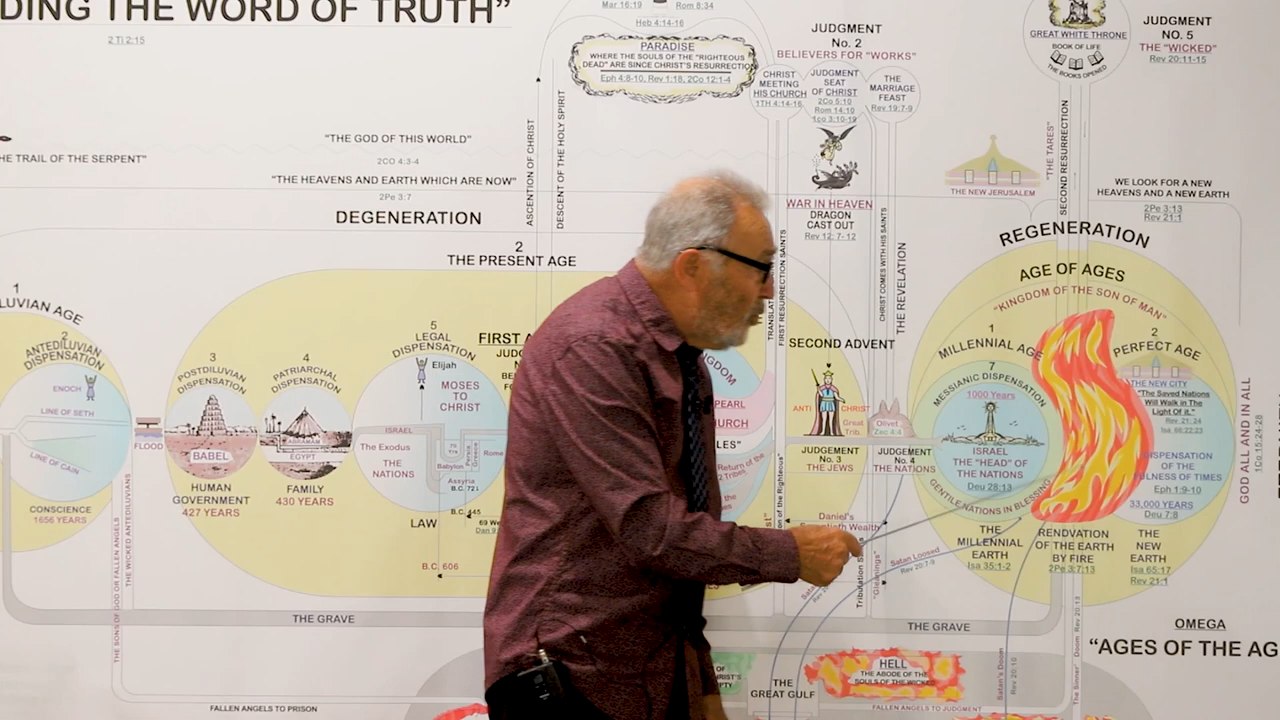 DING THE WORD OF TRUTH”
2 Ti 2:15
Mar 16:19
Rom 8:34
Heb 4:14-16
PARADISE
WHERE THE SOULS OF THE "RIGHTEOUS
DEAD" ARE SINCE CHRIST'S RESURRECTION
Eph 4:8-10, Rev 1:18, 2Co 12:1-4
JUDGMENT
No. 2
BELIEVERS FOR "WORKS"
CHRIST
MEETING
HIS CHURCH
1TH 4:14-16
JUDGMENT
SEAT
OF CHRIST
2Co 5:10
Rom 14:10
1co 3:10-15
THE
MARRIAGE
FEAST
Rev 19:7-9
GREAT WHITE THRONE
BOOK OF LIFE
THE BOOKS OPENED
JUDGMENT
NO. 5
THE "WICKED"
Rev 20:11-15
HE TRAIL OF THE SERPENT"
"THE GOD OF THIS WORLD"
2CO 4:3-4
"THE HEAVENS AND EARTH WHICH ARE NOW"
2Pe 3:7
DEGENERATION
2
THE PRESENT AGE
ASCENTION OF CHRIST
DESCENT OF THE HOLY SPIRIT
WAR IN HEAVEN
DRAGON
CAST OUT
Rev 12: 7- 12
FIRST RESURRECTION SAINTS
CHRIST COMES WITH HIS SAINTS
THE REVELATION
"THE TARES"
SECOND RESURRECTION
THE NEW JERUSALEM
WE LOOK FOR A NEW
HEAVENS AND A NEW EARTH
2Pe 3:13
Rev 21:1
REGENERATION
AGE OF AGES
"KINGDOM OF THE SON OF MAN"
1
LUVIAN AGE
2
ANTEDILUVIAN
DISPENSATION
ENOCH
LINE OF SETH
LINE OF CAIN
CONSCIENCE
1656 YEARS
FLOOD
3
POSTDILUVIAN
DISPENSATION
BABEL
HUMAN
GOVERNMENT
427 YEARS
4
PATRIARCHAL
DISPENSATION
ABRAMAM
EGYPT
FAMILY
430 YEARS
5
LEGAL
DISPENSATION
Elijah
MOSES
TO
CHRIST
ISRAEL
The Exodus
THE
NATIONS
Babylon
Rome
Assyria
B.C. 721
LAW
B.C. 445
69 We
B.C. 606
FIRST A
PEARL
SECOND ADVENT
ANTI
CHRIST
Great
Trib.
Olivet
Zec 4:4
JUDGMENT
No. 3
THE JEWS
JUDGMENT
No. 4
THE NATIONS
Daniel's
"Gleanings"
Satan Loosed
Rev 20:7-9
1
MILLENNIAL AGE
7
MESSIANIC DISPENSATION
1000 Years
ISRAEL
THE "HEAD" OF
THE NATIONS
Deu 28:13
GENTILE NATIONS IN BLESSING
THE
MILLENNIAL
EARTH
Isa 35:1-2
RENDVATION
OF THE EARTH
BY FIRE
2Pe 3:7,13
2
PERFECT AGE
THE NEW CITY
"The Saved Nations
Will Walk in The
Light Of it."
Rev 21:24
Isa 66:22,23
ISPENSATION
OF THE
ULNESS OF TIMES
Eph 1:9-10
33,000 YEARS
Deu 7:8
THE
NEW
EARTH
Isa 65:17
Rev 21:1
GOD ALL AND IN ALL
1Co 15:24-28
THE SONS OF GOD OR FALLEN ANGELS
THE WICKED ANTEDILUVIANS
THE GRAVE
THE GRAVE
THE
GREAT GULF
HELL
THE ABODE OF THE
SOULS OF THE WICKED
FALLEN ANGELS TO PRISON
FALLEN ANGELS TO JUDGMENT
Satan's Doom
Rev 20:10
The Sinner' Doom Rev 20:13
OMEGA
“AGES OF THE AG